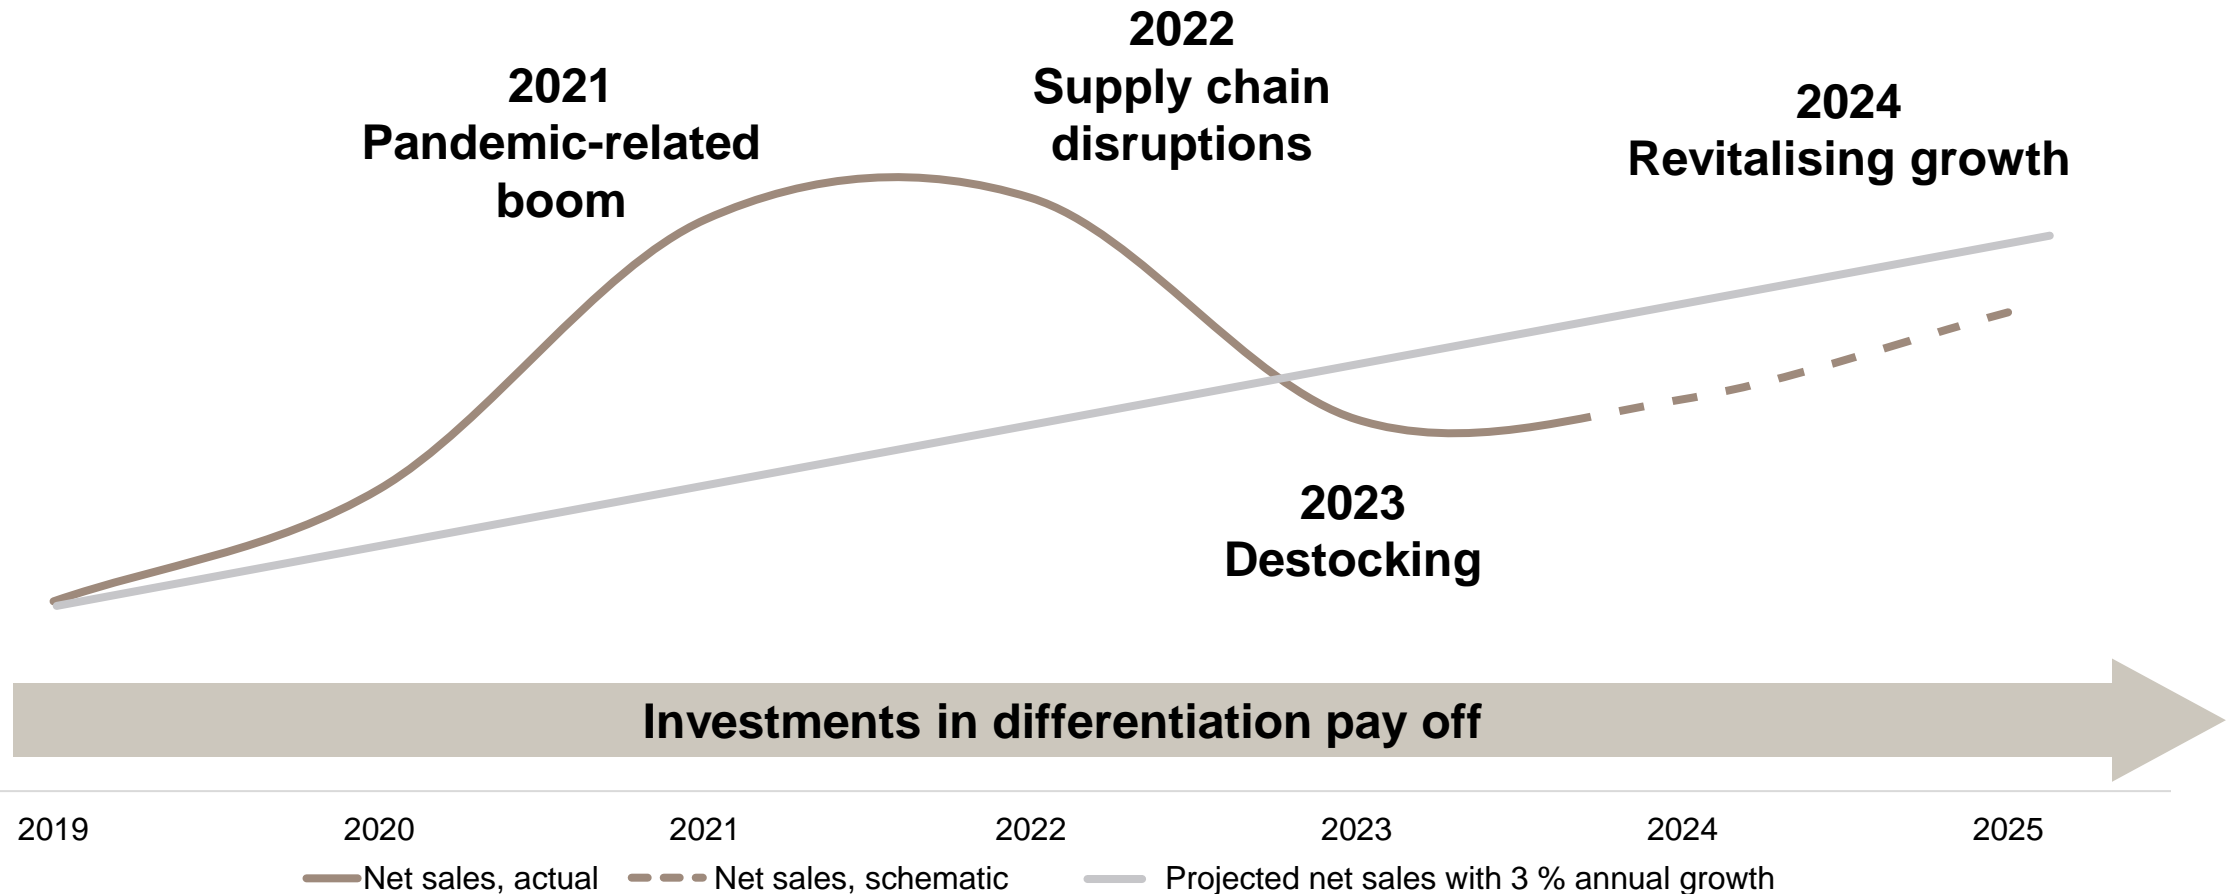 2021
Pandemic-related
boom
2022
Supply chain
disruptions
2024
Revitalising growth
2023
Destocking
Investments in differentiation pay off
2019 2020 2021 2022 2023 2024 2025
Net sales, actual Net sales, schematic Projected net sales with 3 % annual growth